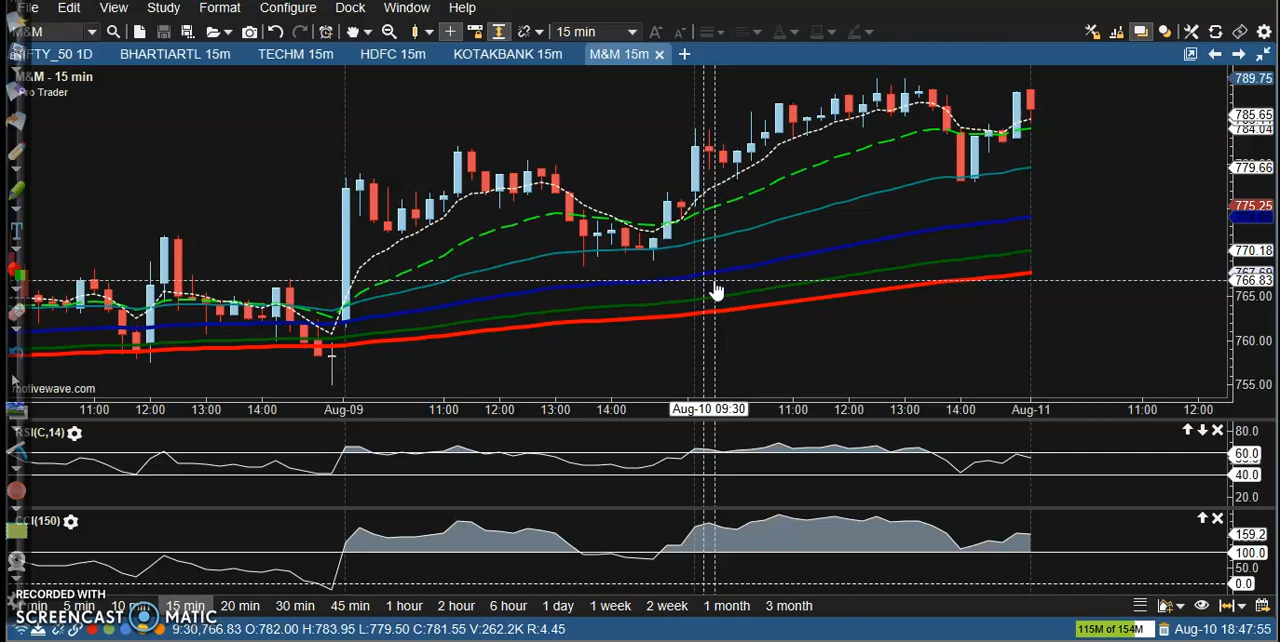 File Edit View Study Format Configure Dock Window Help
M&M 15 min
NIFTY_50 1D BHARTIARTL 15m TECHM 15m HDFC 15m KOTAKBANK 15m M&M 15m
M&M - 15 min
Pro Trader
789.75
785.65
784.04
779.66
775.25
770.18
767.69
766.83
765.00
760.00
755.00
motivewave.com
11:00 12:00 13:00 14:00 Aug-09 11:00 12:00 13:00 14:00 Aug-10 09:30 11:00 12:00 13:00 14:00 Aug-11 11:00 12:00
RSI(C,14)
80.0
60.0
40.0
20.0
CCI(150)
159.2
100.0
50.0
0.0
RECORDED WITH
SCREENCAST MATIC
5 min 15 min 20 min 30 min 45 min 1 hour 2 hour 6 hour 1 day 1 week 2 week 1 month 3 month
9:30,766.83 O:782.00 H:783.95 L:779.50 C:781.55 V:262.2K R:4.45
115M of 154M Aug-10 18:47:55